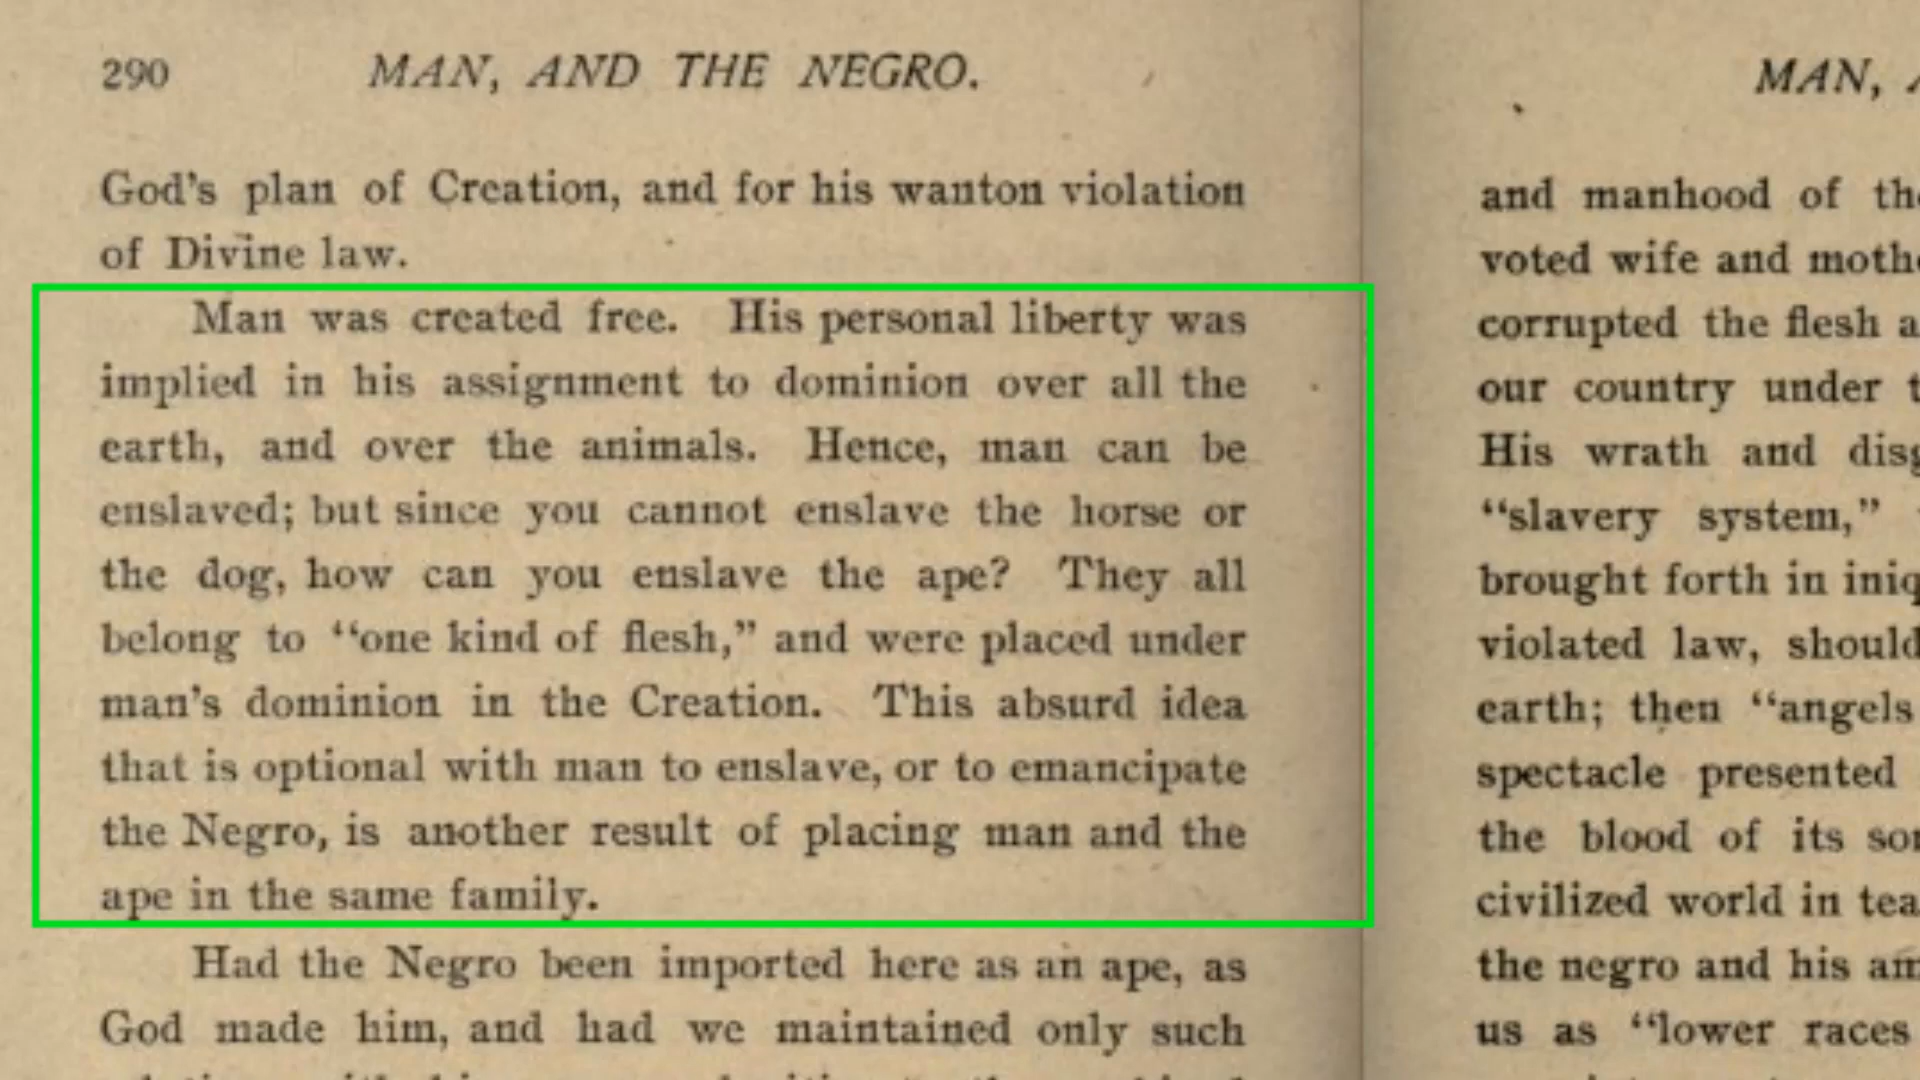 290 MAN, AND THE NEGRO.
God's plan of Creation, and for his wanton violation
of Divine law.
Man was created free. His personal liberty was
implied in his assignment to dominion over all the
earth, and over the animals. Hence, man can be
enslaved; but since you cannot enslave the horse or
the dog, how can you enslave the ape? They all
belong to “one kind of flesh,” and were placed under
man's dominion in the Creation. This absurd idea
that is optional with man to enslave, or to emancipate
the Negro, is another result of placing man and the
ape in the same family.
Had the Negro been imported here as an ape, as
God made him, and had we maintained only such
MAN,
and manhood of
voted wife and
corrupted the flesh
our country under
His wrath and
“slavery system,”
brought forth in
violated law,
earth; then “angels
spectacle presented
the blood of its
civilized world in
the negro and his
us as “lower races